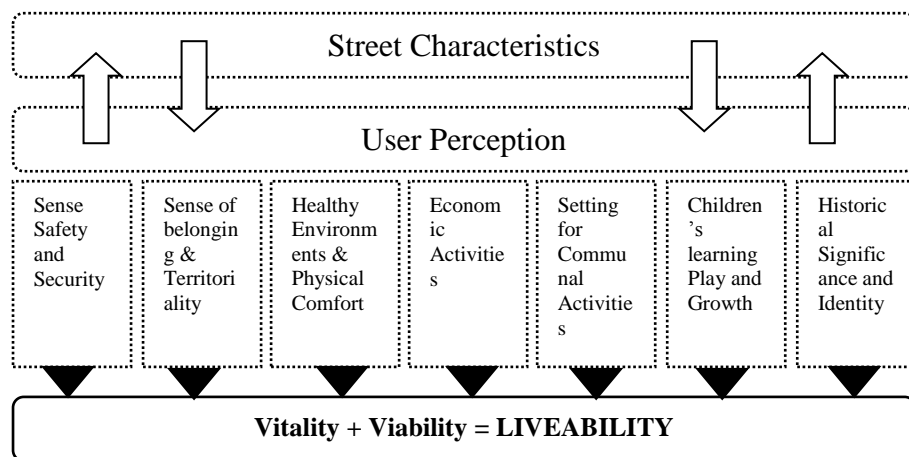 Street Characteristics
User Perception
Sense
Safety
and
Security
Sense of
belongin
g &
Territori
ality
Healthy
Environm
ents &
Physical
Comfort
Econom
ic
Activitie
s
Setting
for
Commu
nal
Activitie
s
Children
's
learning
Play and
Growth
Historic
al
Signific
ance and
Identity
Vitality + Viability = LIVEABILITY